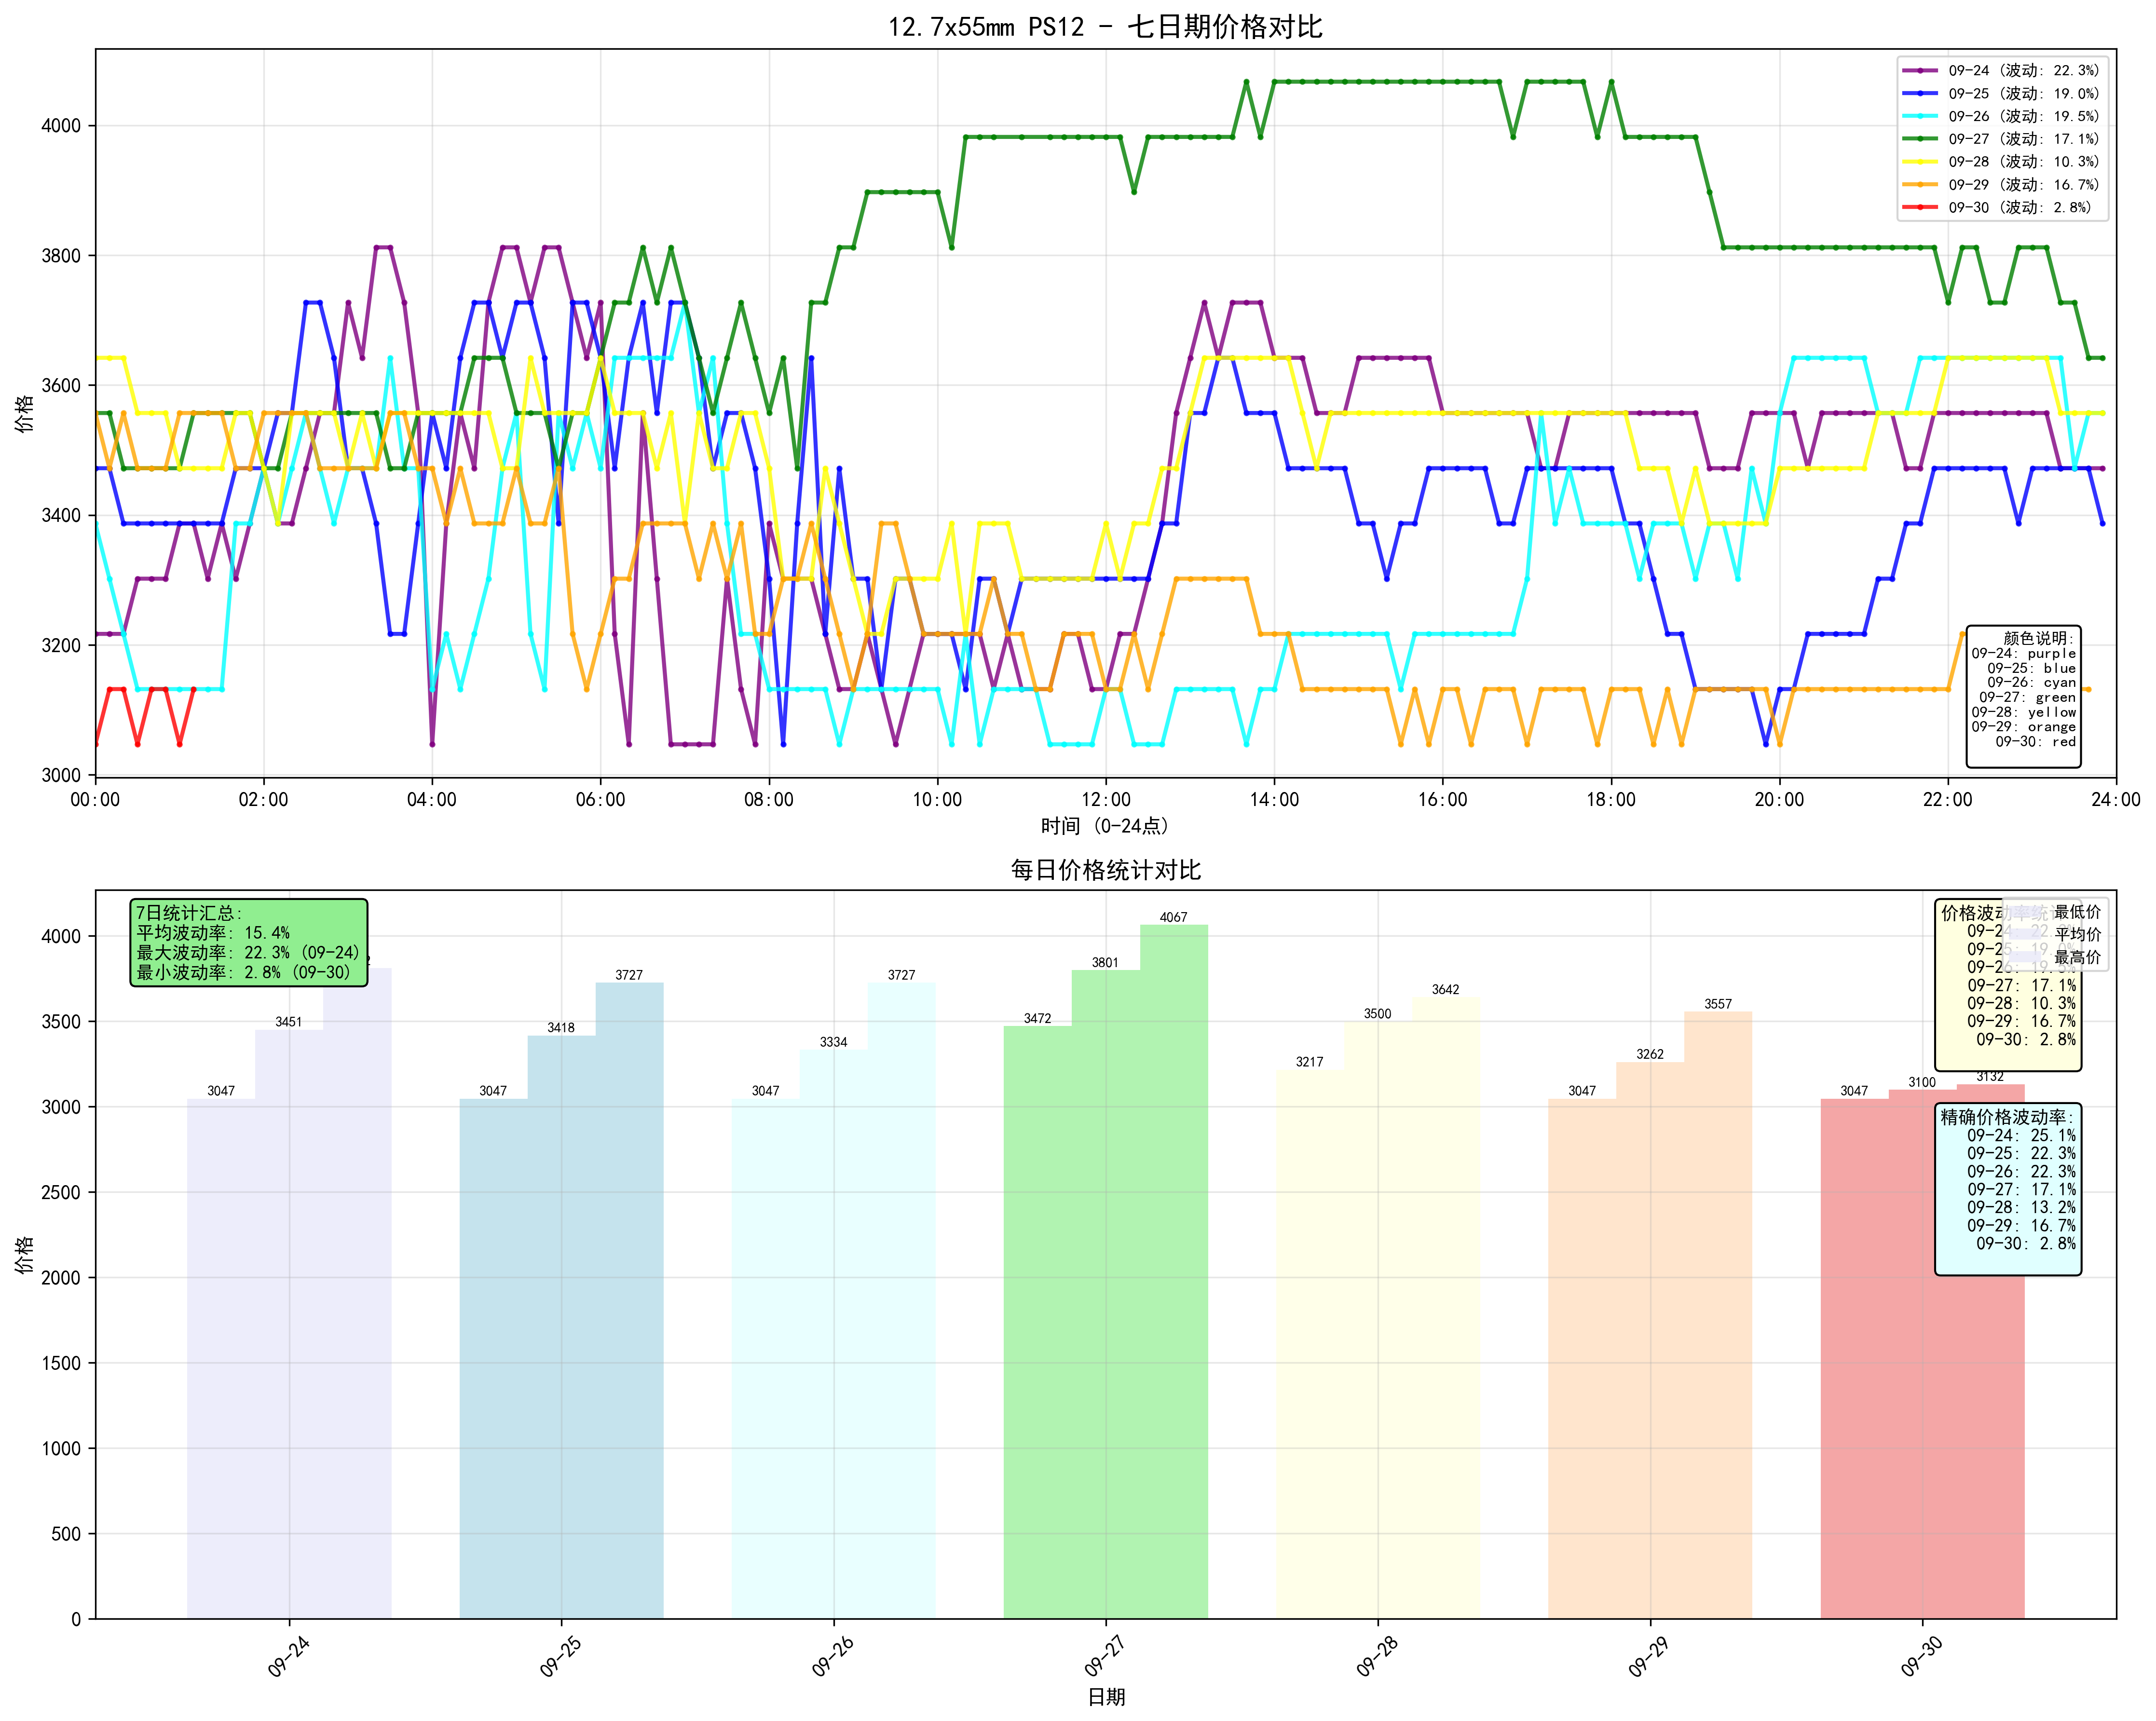 12.7x55mm PS12 - 七日期价格对比
09-24 (波动: 22.3%)
09-25 (波动: 19.0%)
09-26 (波动: 19.5%)
09-27 (波动: 17.1%)
09-28 (波动: 10.3%)
09-29 (波动: 16.7%)
09-30 (波动: 2.8%)
价格
4000
3800
3600
3400
3200
3000
颜色说明:
09-24: purple
09-25: blue
09-26: cyan
09-27: green
09-28: yellow
09-29: orange
09-30: red
00:00 02:00 04:00 06:00 08:00 10:00 12:00 14:00 16:00 18:00 20:00 22:00 24:00
时间 (0-24点)
每日价格统计对比
7日统计汇总:
平均波动率: 15.4%
最大波动率: 22.3% (09-24)
最小波动率: 2.8% (09-30)
最低价
平均价
最高价
价格波动率统计
09-24: 22.3%
09-25: 19.0%
09-26: 19.5%
09-27: 17.1%
09-28: 10.3%
09-29: 16.7%
09-30: 2.8%
精确价格波动率:
09-24: 25.1%
09-25: 22.3%
09-26: 22.3%
09-27: 17.1%
09-28: 13.2%
09-29: 16.7%
09-30: 2.8%
价格
4000
3500
3000
2500
2000
1500
1000
500
0
3047 3451
3047 3418 3727
3047 3334 3727
3472 3801 4067
3217 3500 3642
3047 3262 3557
3047 3100 3132
09-24 09-25 09-26 09-27 09-28 09-29 09-30
日期